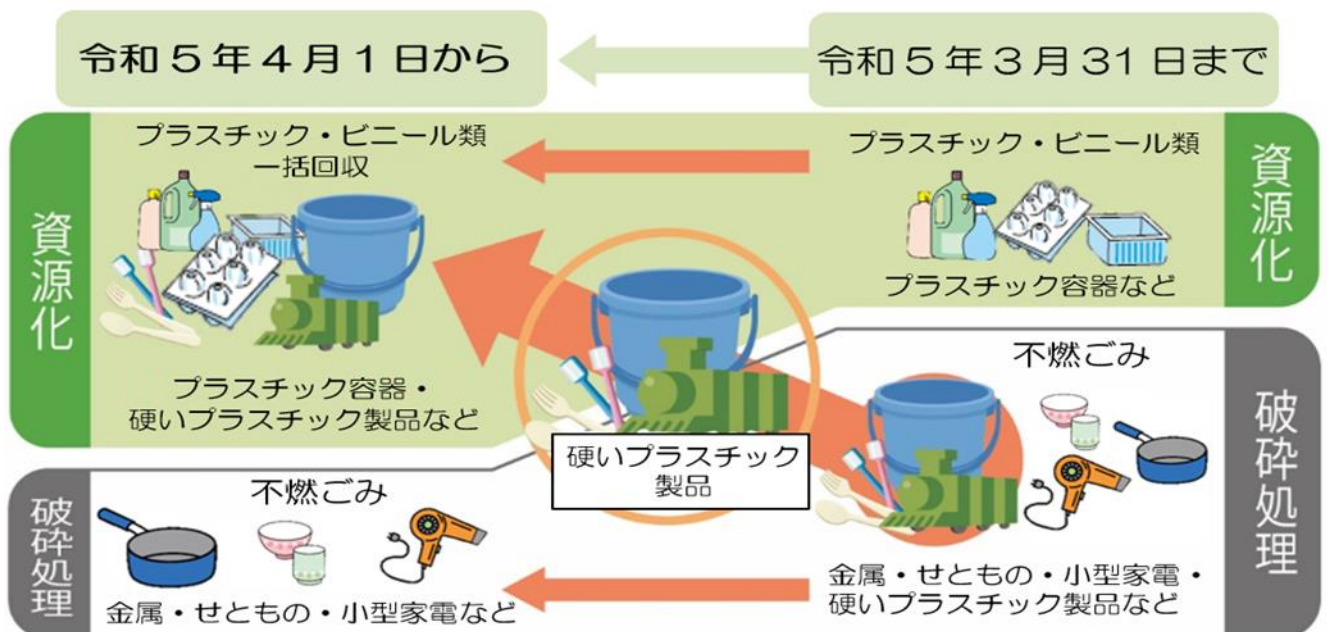 令和５年４月１日から
令和５年３月31日まで
資源化
プラスチック・ビニール類
一括回収
プラスチック容器・
硬いプラスチック製品など
プラスチック・ビニール類
プラスチック容器など
資源化
硬いプラスチック
製品
破砕処理
不燃ごみ
金属・せともの・小型家電など
不燃ごみ
金属・せともの・小型家電・
硬いプラスチック製品など
破砕処理